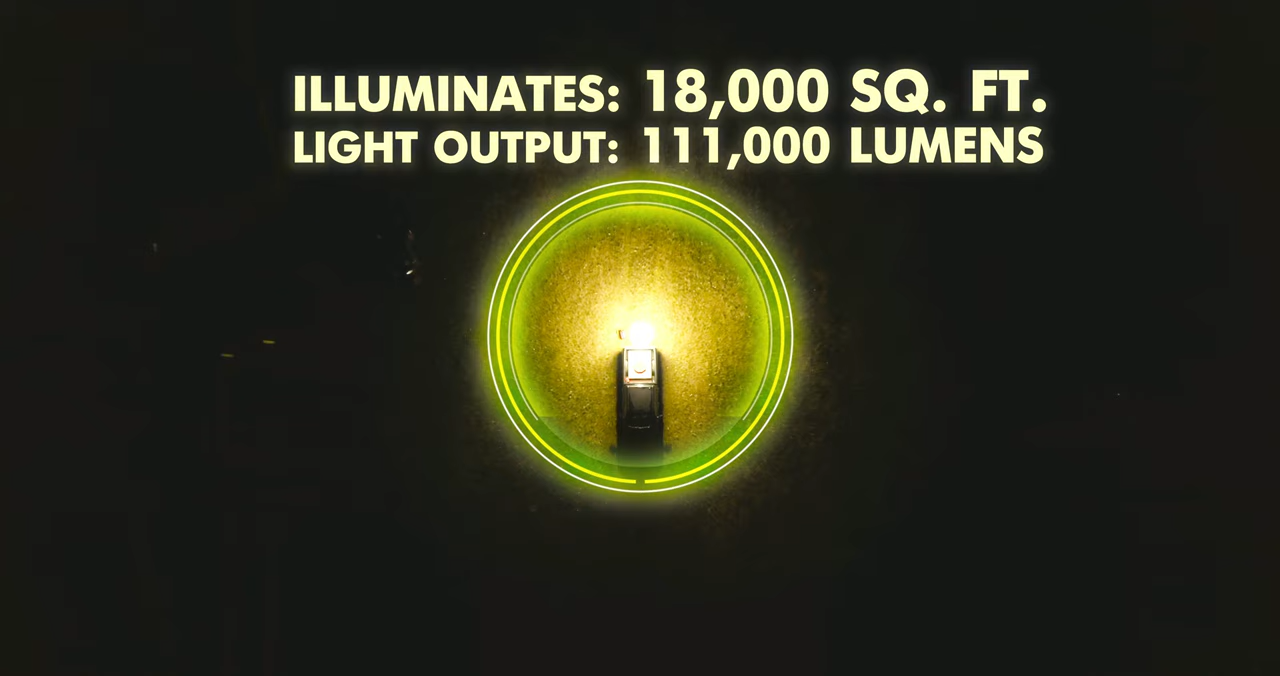 ILLUMINATES: 18,000 SQ. FT.
LIGHT OUTPUT: 111,000 LUMENS